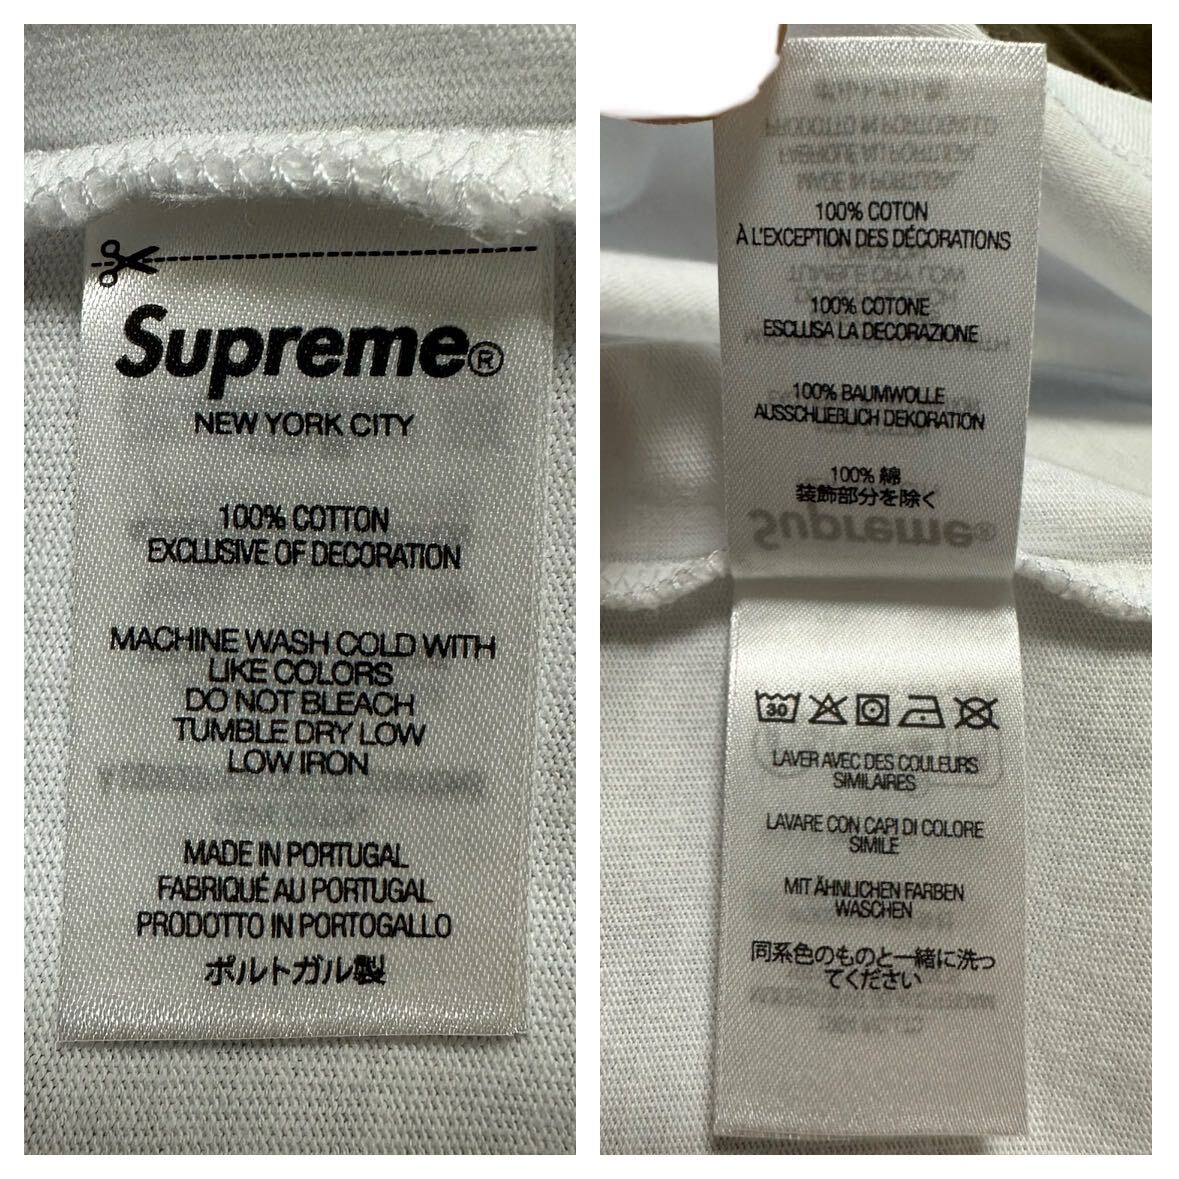 Supreme®
NEW YORK CITY
100% COTTON
EXCLUSIVE OF DECORATION
MACHINE WASH COLD WITH
LIKE COLORS
DO NOT BLEACH
TUMBLE DRY LOW
LOW IRON
MADE IN PORTUGAL
FABRIQUÉ AU PORTUGAL
PRODOTTO IN PORTOGALLO
ポルトガル製
100% COTON
À L'EXCEPTION DES DÉCORATIONS
100% COTONE
ESCLUSA LA DECORAZIONE
100% BAUMWOLLE
AUSSCHLIEBLICH DEKORATION
100% 綿
装飾部分を除く
30
LAVER AVEC DES COULEURS
SIMILAIRES
LAVARE CON CAPI DI COLORE
SIMILE
MIT ÄHNLICHEN FARBEN
WASCHEN
同系色のものと一緒に洗っ
てください